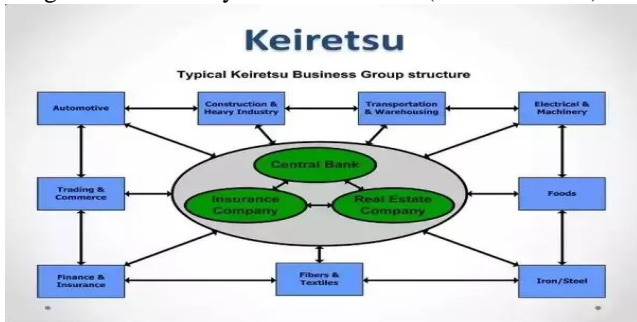 Keiretsu
Typical Keiretsu Business Group structure
Automotive
Construction &
Heavy Industry
Transportation
& Warehousing
Electrical &
Machinery
Central Bank
Trading &
Commerce
Insurance
Company
Real Estate
Company
Foods
Finance &
Insurance
Fibers &
Textiles
Iron/Steel